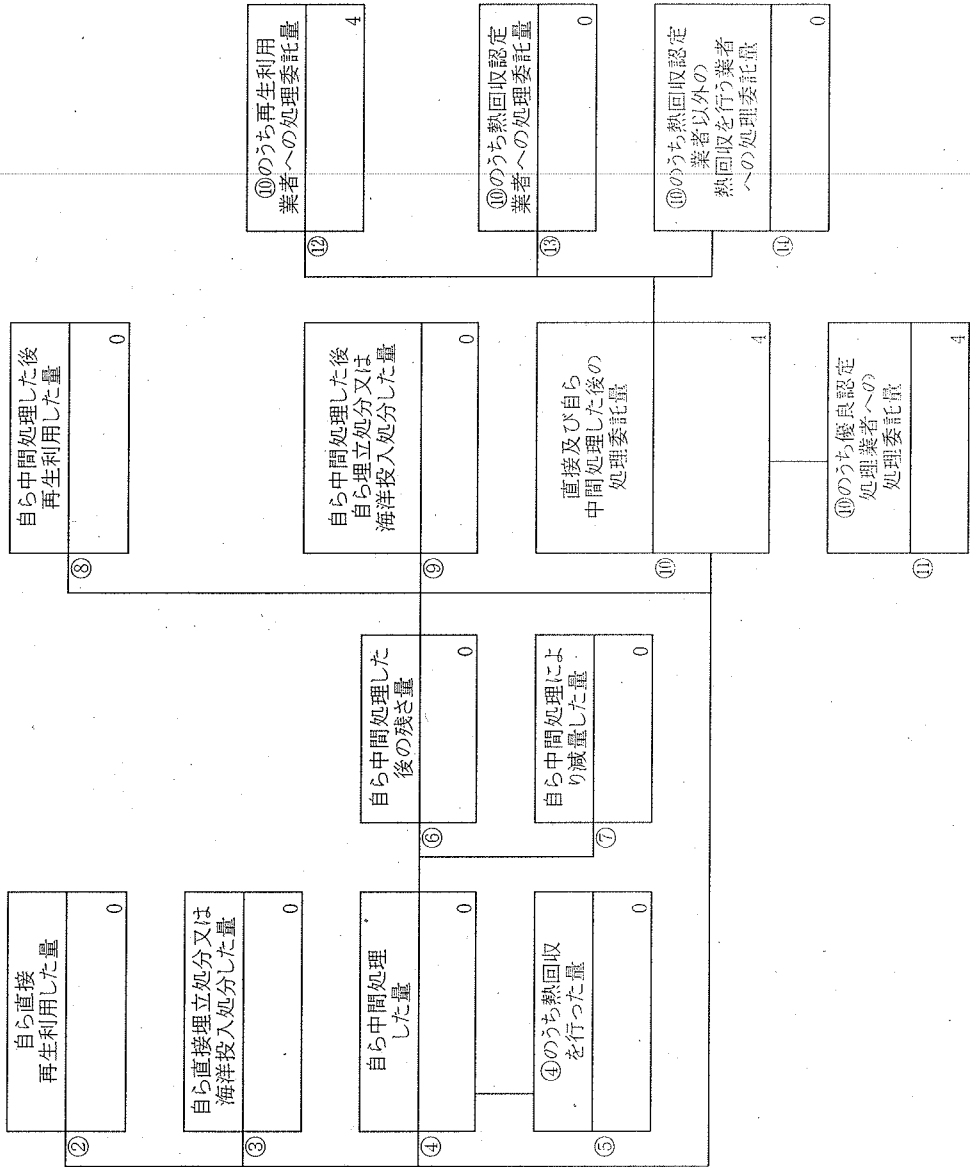 ②
自ら直接
再生利用した量
0
③
自ら直接埋立処分又は
海洋投入処分した量
0
④
自ら中間処理
した量
0
⑤
④のうち熱回収
を行った量
0
⑥
自ら中間処理した
後の残さ量
0
⑦
自ら中間処理によ
り減量した量
0
⑧
自ら中間処理した後
再生利用した量
0
⑨
自ら中間処理した後
自ら埋立処分又は
海洋投入処分した量
0
⑩
直接及び自ら
中間処理した後の
処理委託量
4
⑪
⑩のうち優良認定
処理業者への
処理委託量
4
⑫
⑩のうち再生利用
業者への処理委託量
4
⑬
⑩のうち熱回収認定
業者への処理委託量
0
⑭
⑩のうち熱回収認定
業者以外の
熱回収を行う業者
への処理委託量
0